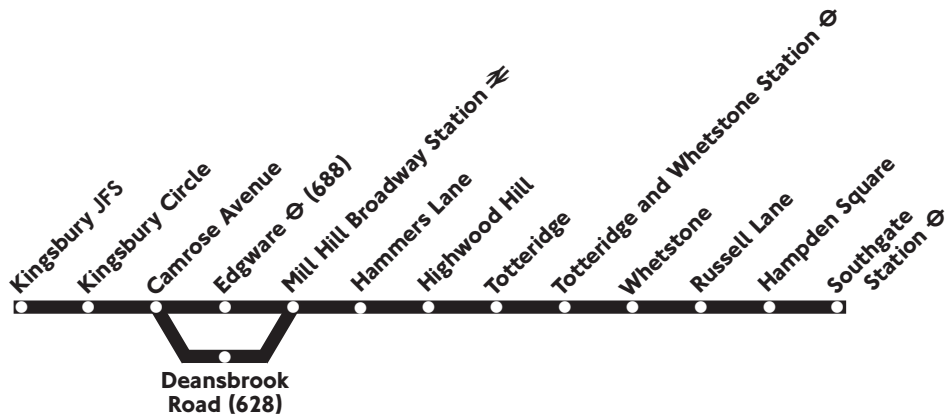 Kingsbury JFS
Kingsbury Circle
Camrose Avenue
Edgware (688)
Mill Hill Broadway Station
Hammers Lane
Highwood Hill
Totteridge
Totteridge and Whetstone Station
Whetstone
Russell Lane
Hampden Square
Southgate
Station
Deansbrook
Road (628)